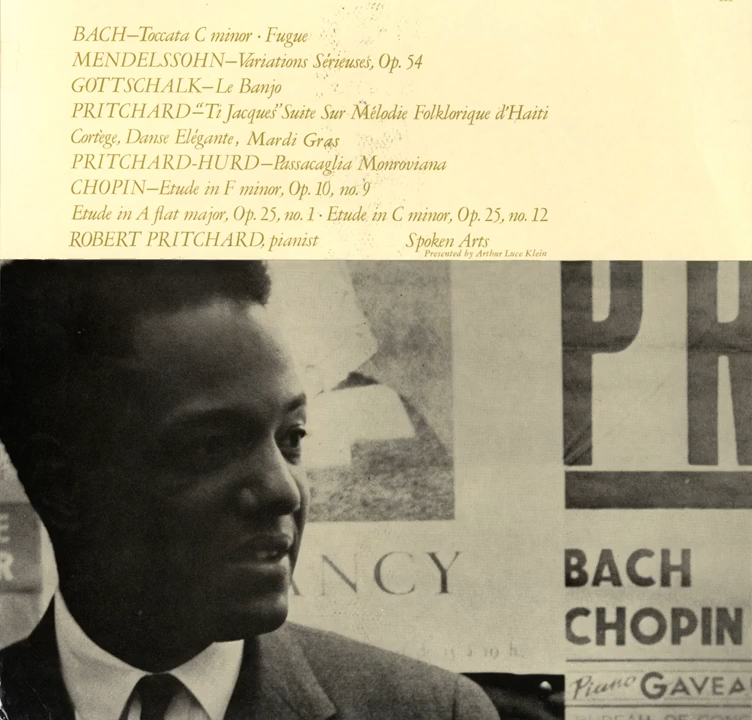 BACH—Toccata C minor · Fugue
MENDELSSOHN—Variations Sérieuses, Op. 54
GOTTSCHALK—Le Banjo
PRITCHARD—"Ti Jacques" Suite Sur Mélodie Folklorique d'Haiti
Cortège, Danse Elégante, Mardi Gras
PRITCHARD-HURD—Passacaglia Monroviana
CHOPIN—Etude in F minor, Op. 10, no. 9
Etude in A flat major, Op. 25, no. 1 · Etude in C minor, Op. 25, no. 12
ROBERT PRITCHARD, pianist Spoken Arts
Presented by Arthur Luce Klein
PR
E
R
ANCY
BACH
CHOPIN
Piano GAVEA